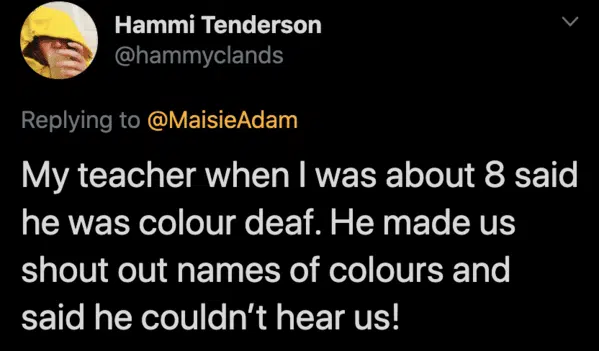 Hammi Tenderson
@hammyclands
Replying to @MaisieAdam
My teacher when I was about 8 said
he was colour deaf. He made us
shout out names of colours and
said he couldn't hear us!